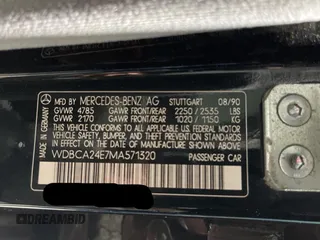 MERCEDES-BENZ AG STUTTGART 08/90
GVWR 4785 GAWR FRONT/REAR 2250 / 2535 LBS
GVWR 2170 GAWR FRONT/REAR 1020 / 1150 KG
THIS VEHICLE CONFORMS TO ALL APPLICABLE U.S. FEDERAL MOTOR
VEHICLE SAFETY, BUMPER, AND THEFT PREVENTION STANDARDS
IN EFFECT ON THE DATE OF MANUFACTURE SHOWN ABOVE.
WDBCA24E7MA571320 PASSENGER CAR
MADE IN GERMANY
DREAMBID